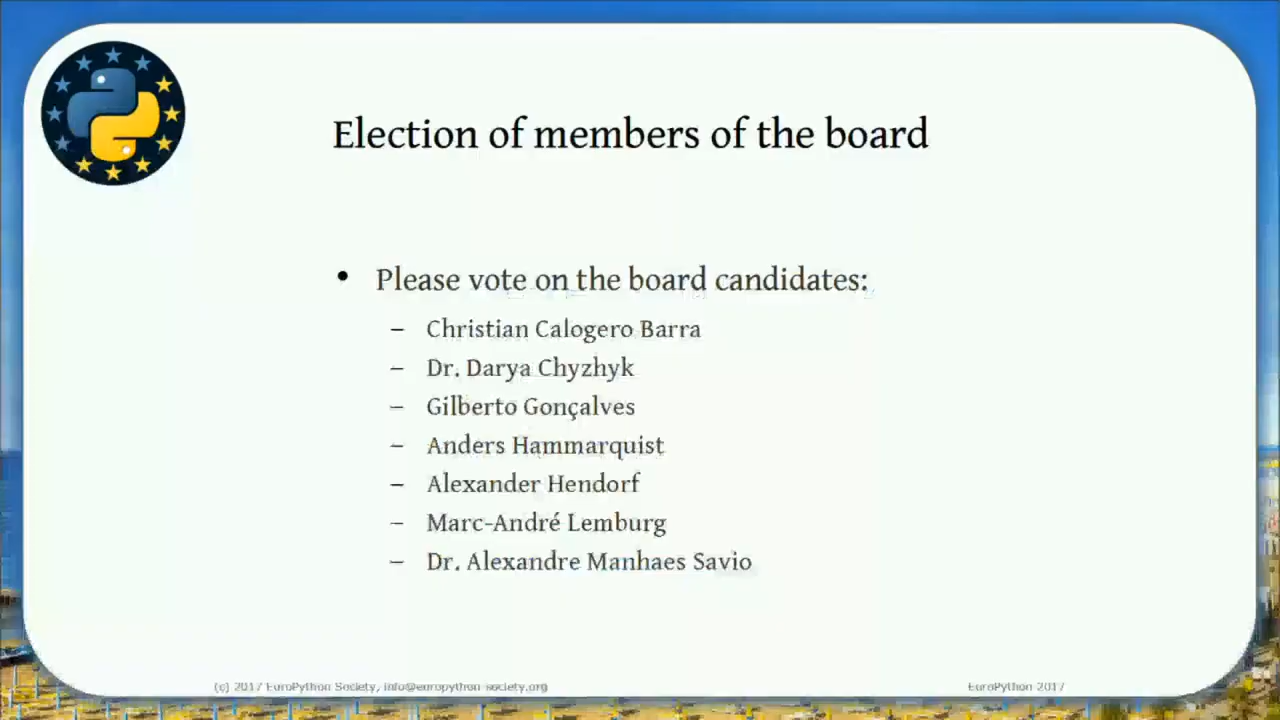 Election of members of the board
• Please vote on the board candidates:
– Christian Calogero Barra
– Dr. Darya Chyzhyk
– Gilberto Gonçalves
– Anders Hammarquist
– Alexander Hendorf
– Marc-André Lemburg
– Dr. Alexandre Manhaes Savio
(c) 2017 EuroPython Society, info@europython-society.org
EuroPython 2017